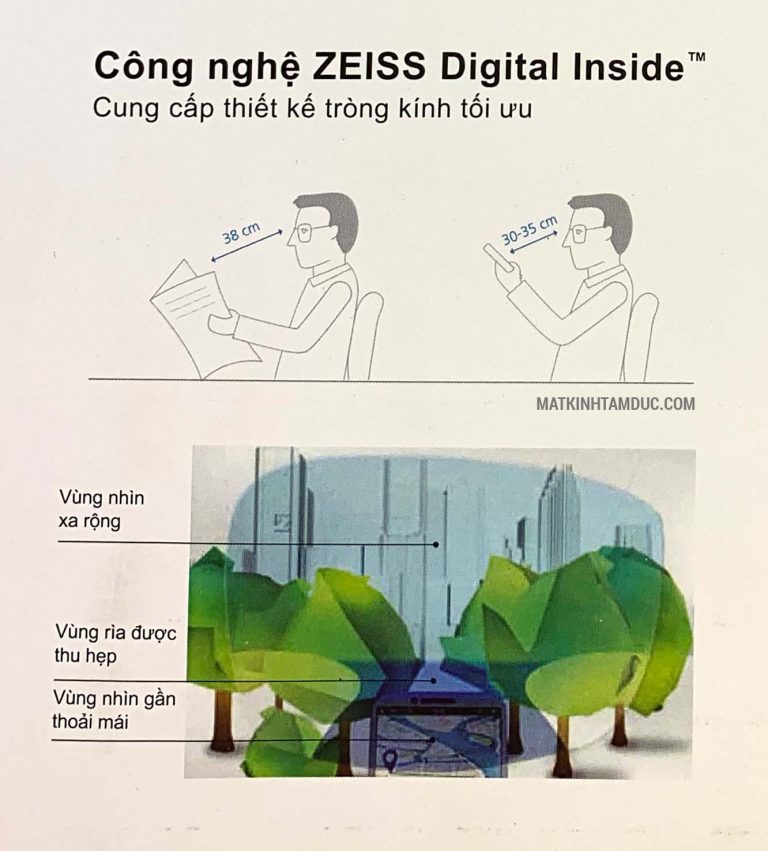 Công nghệ ZEISS Digital Inside™
Cung cấp thiết kế tròng kính tối ưu
38 cm
30-35 cm
MATKINHTAMDUC.COM
Vùng nhìn
xa rộng
Vùng rìa được
thu hẹp
Vùng nhìn gần
thoải mái